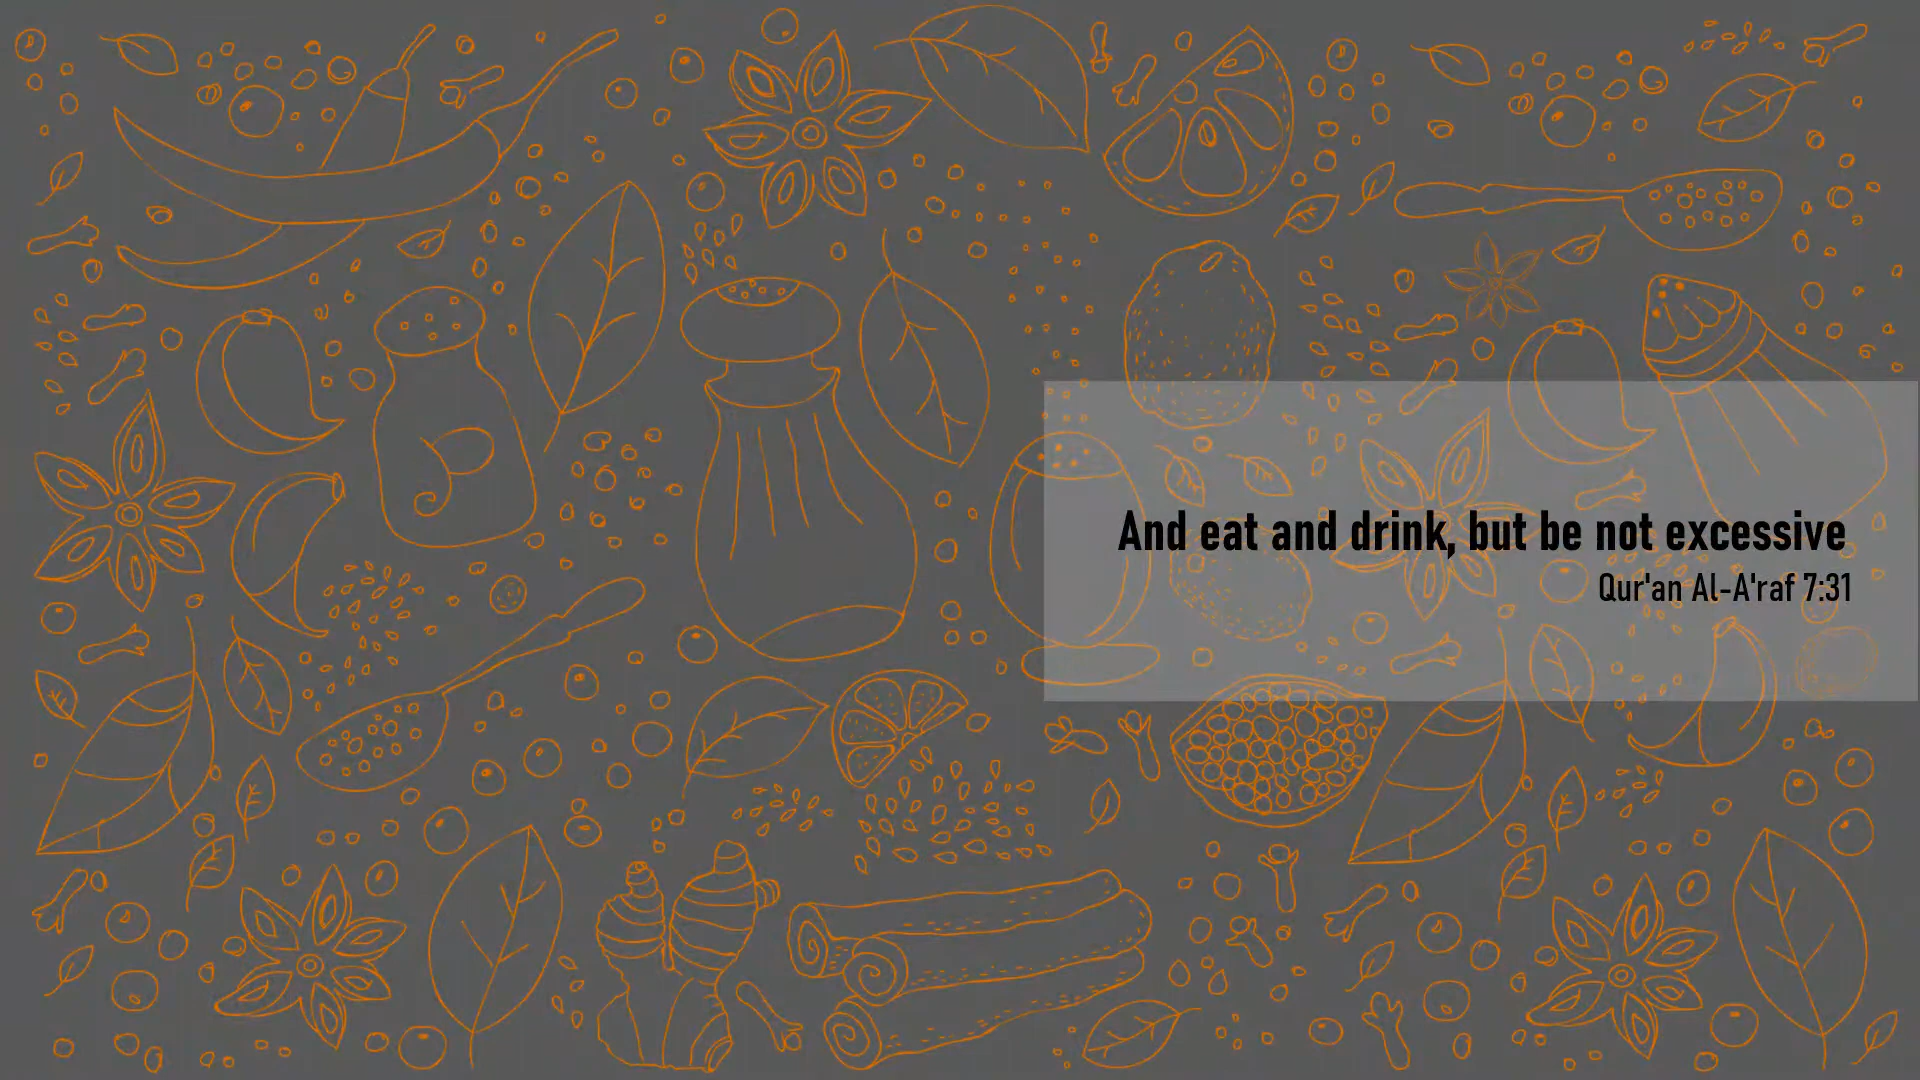 And eat and drink, but be not excessive
Qur'an Al-A'raf 7:31